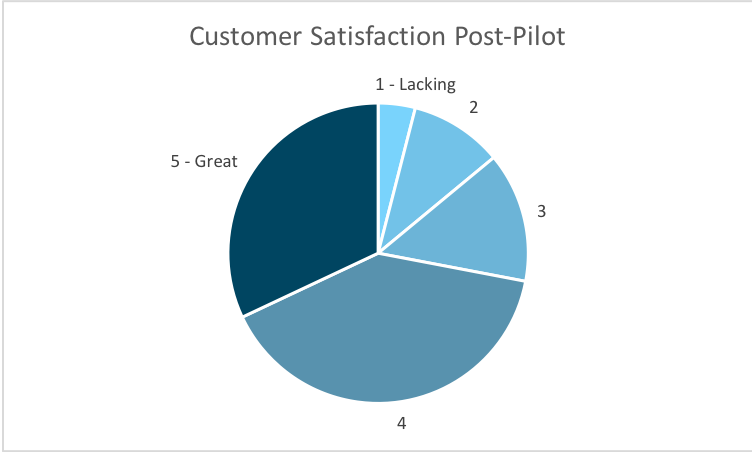 Customer Satisfaction Post-Pilot
1 - Lacking
2
5 - Great
3
4